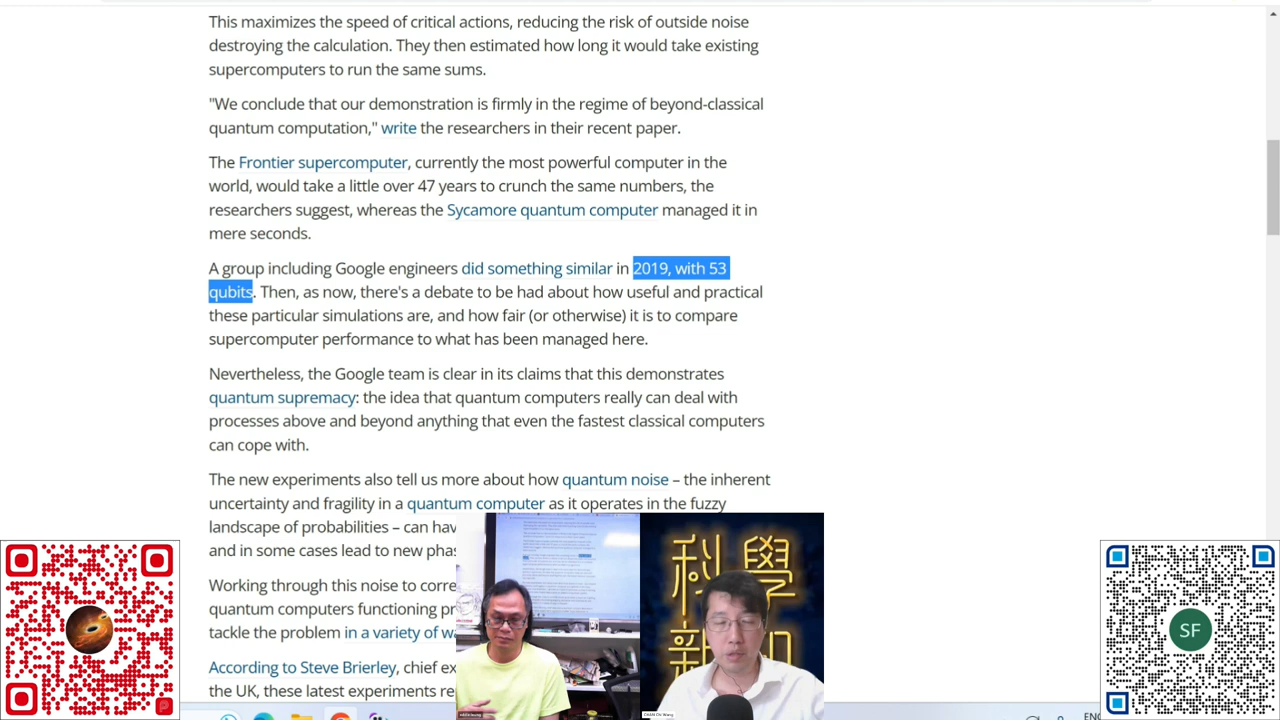 This maximizes the speed of critical actions, reducing the risk of outside noise
destroying the calculation. They then estimated how long it would take existing
supercomputers to run the same sums.
"We conclude that our demonstration is firmly in the regime of beyond-classical
quantum computation," write the researchers in their recent paper.
The Frontier supercomputer, currently the most powerful computer in the
world, would take a little over 47 years to crunch the same numbers, the
researchers suggest, whereas the Sycamore quantum computer managed it in
mere seconds.
A group including Google engineers did something similar in 2019, with 53
qubits. Then, as now, there's a debate to be had about how useful and practical
these particular simulations are, and how fair (or otherwise) it is to compare
supercomputer performance to what has been managed here.
Nevertheless, the Google team is clear in its claims that this demonstrates
quantum supremacy: the idea that quantum computers really can deal with
processes above and beyond anything that even the fastest classical computers
can cope with.
The new experiments also tell us more about how quantum noise – the inherent
uncertainty and fragility in a quantum computer as it operates in the fuzzy
landscape of probabilities – can hav
and in some cases lead to new pha
Working through this noise to corre
quantum computers functioning pr
tackle the problem in a variety of wa
According to Steve Brierley, chief ex
the UK, these latest experiments re
科學
新知
SF
ENG